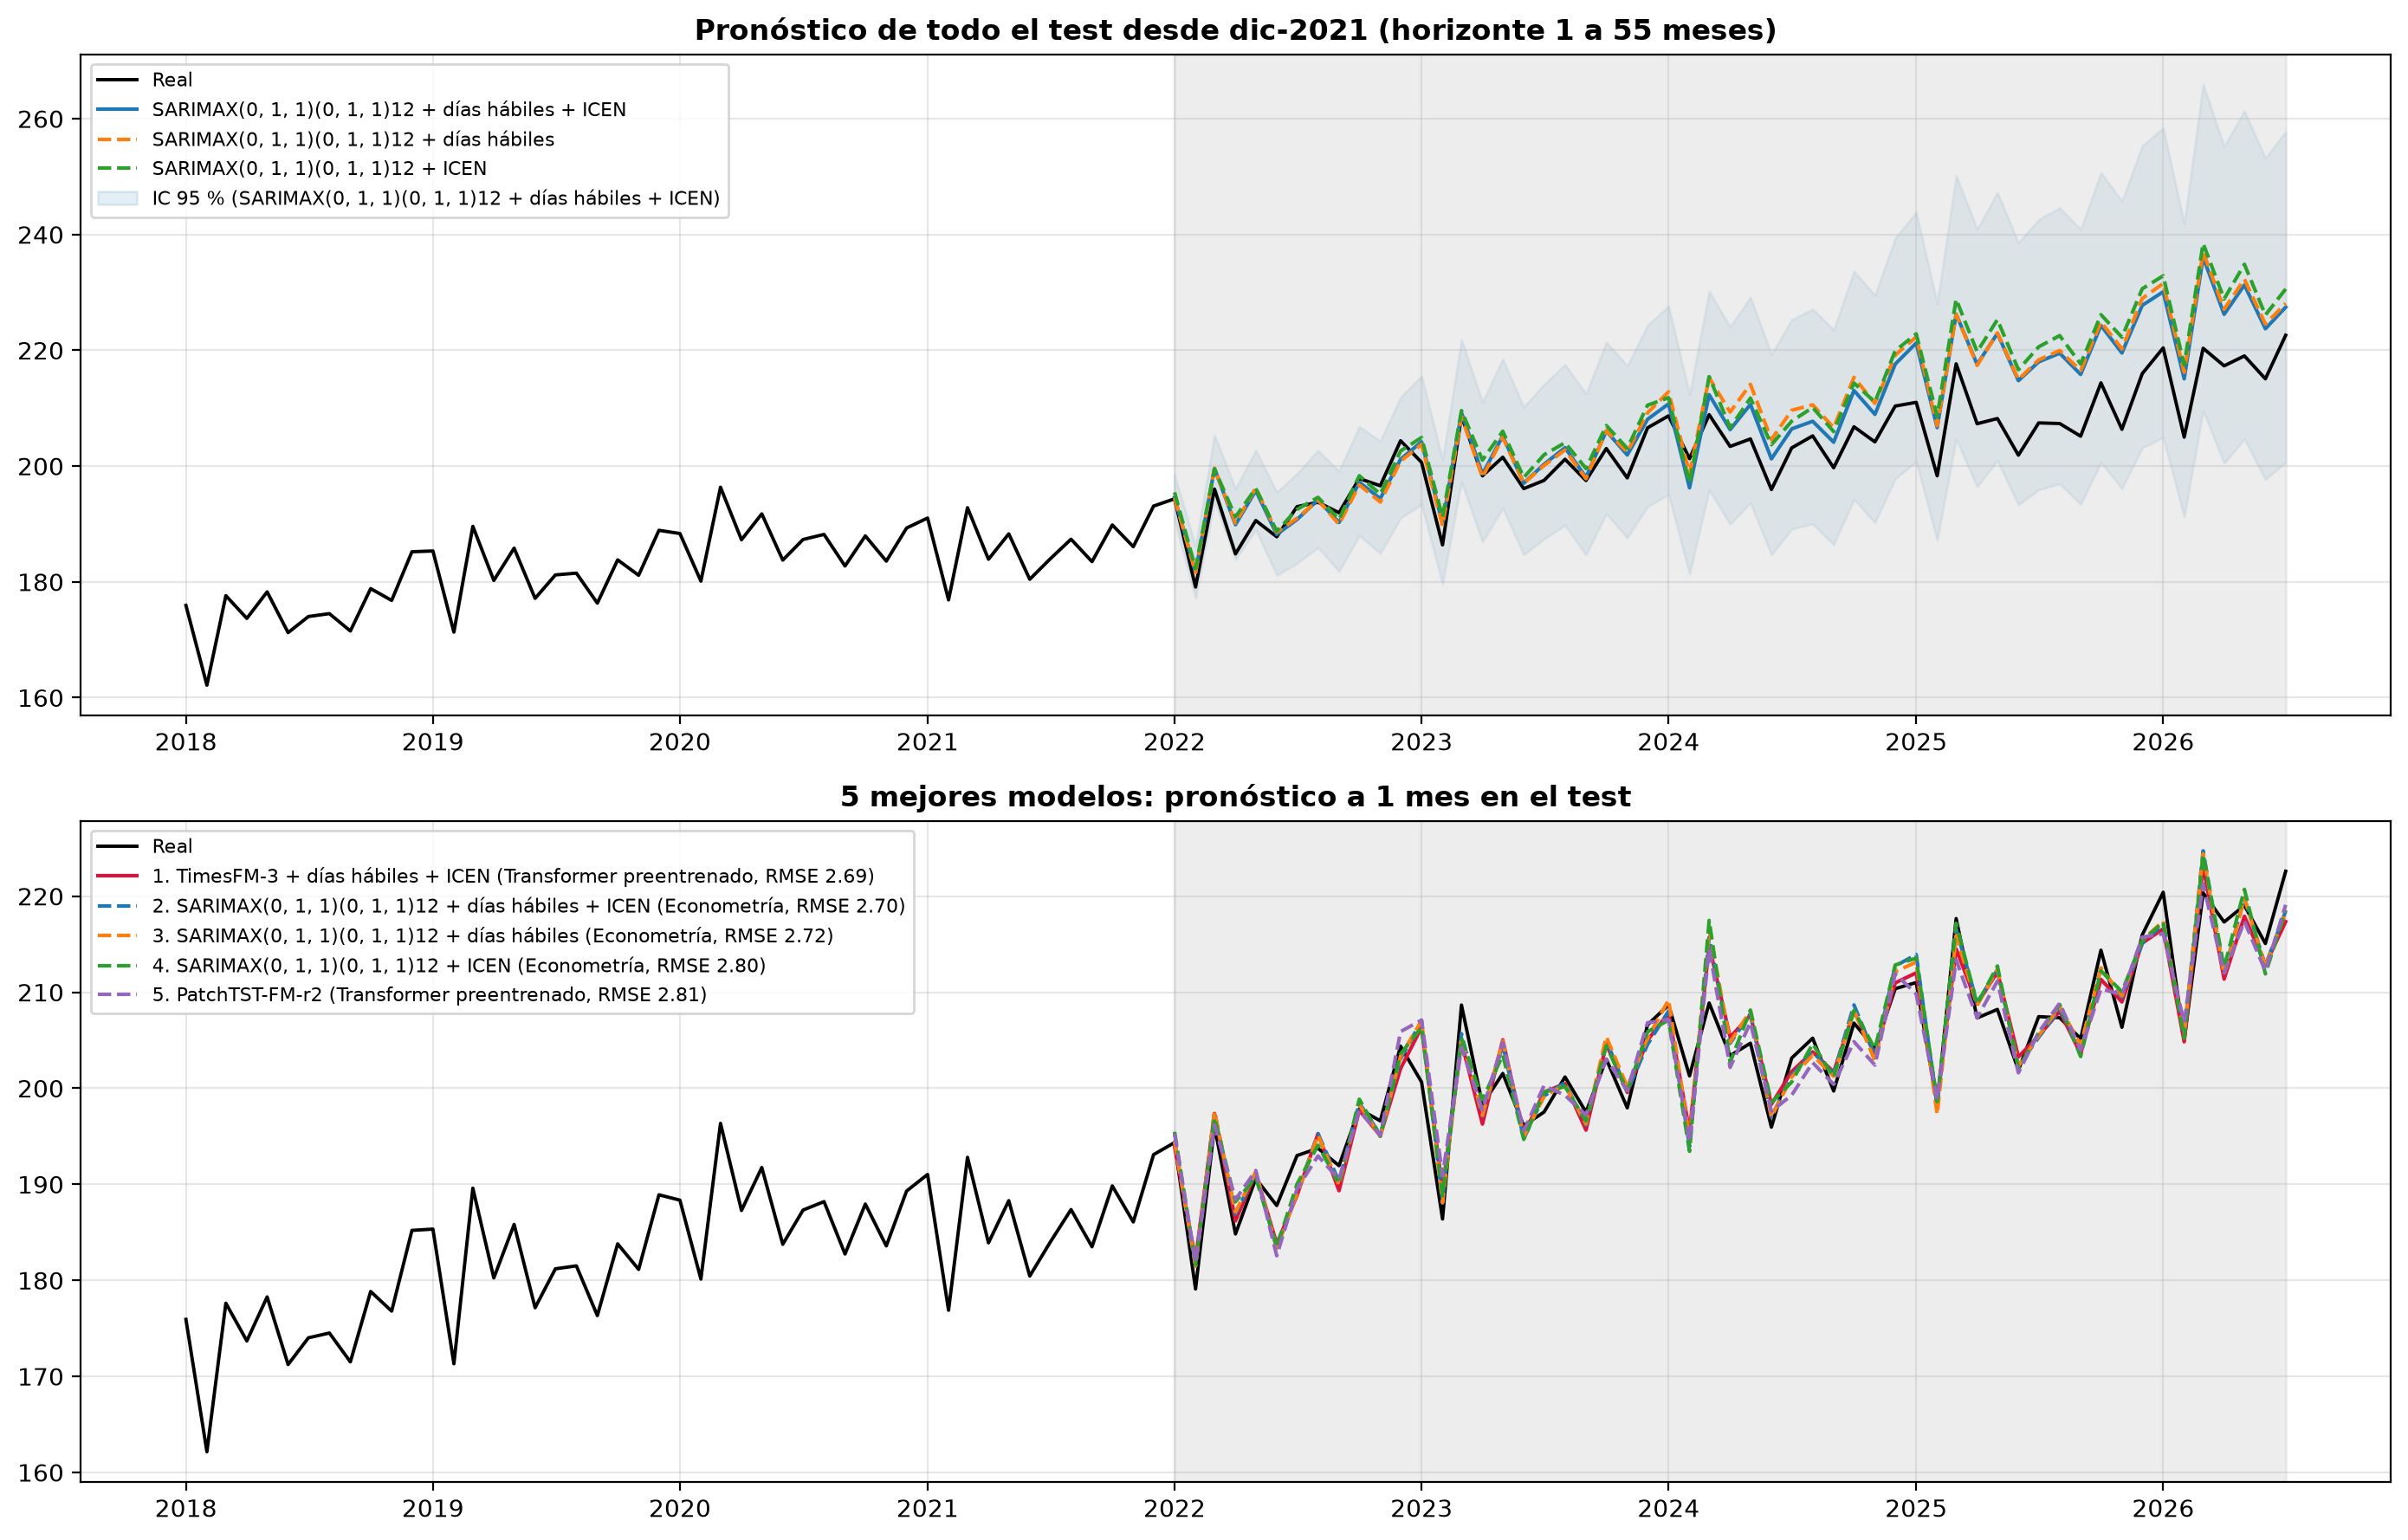 Pronóstico de todo el test desde dic-2021 (horizonte 1 a 55 meses)
Real
SARIMAX(0, 1, 1)(0, 1, 1)12 + días hábiles + ICEN
SARIMAX(0, 1, 1)(0, 1, 1)12 + días hábiles
SARIMAX(0, 1, 1)(0, 1, 1)12 + ICEN
IC 95 % (SARIMAX(0, 1, 1)(0, 1, 1)12 + días hábiles + ICEN)
260
240
220
200
180
160
2018 2019 2020 2021 2022 2023 2024 2025 2026
5 mejores modelos: pronóstico a 1 mes en el test
Real
1. TimesFM-3 + días hábiles + ICEN (Transformer preentrenado, RMSE 2.69)
2. SARIMAX(0, 1, 1)(0, 1, 1)12 + días hábiles + ICEN (Econometría, RMSE 2.70)
3. SARIMAX(0, 1, 1)(0, 1, 1)12 + días hábiles (Econometría, RMSE 2.72)
4. SARIMAX(0, 1, 1)(0, 1, 1)12 + ICEN (Econometría, RMSE 2.80)
5. PatchTST-FM-r2 (Transformer preentrenado, RMSE 2.81)
220
210
200
190
180
170
160
2018 2019 2020 2021 2022 2023 2024 2025 2026